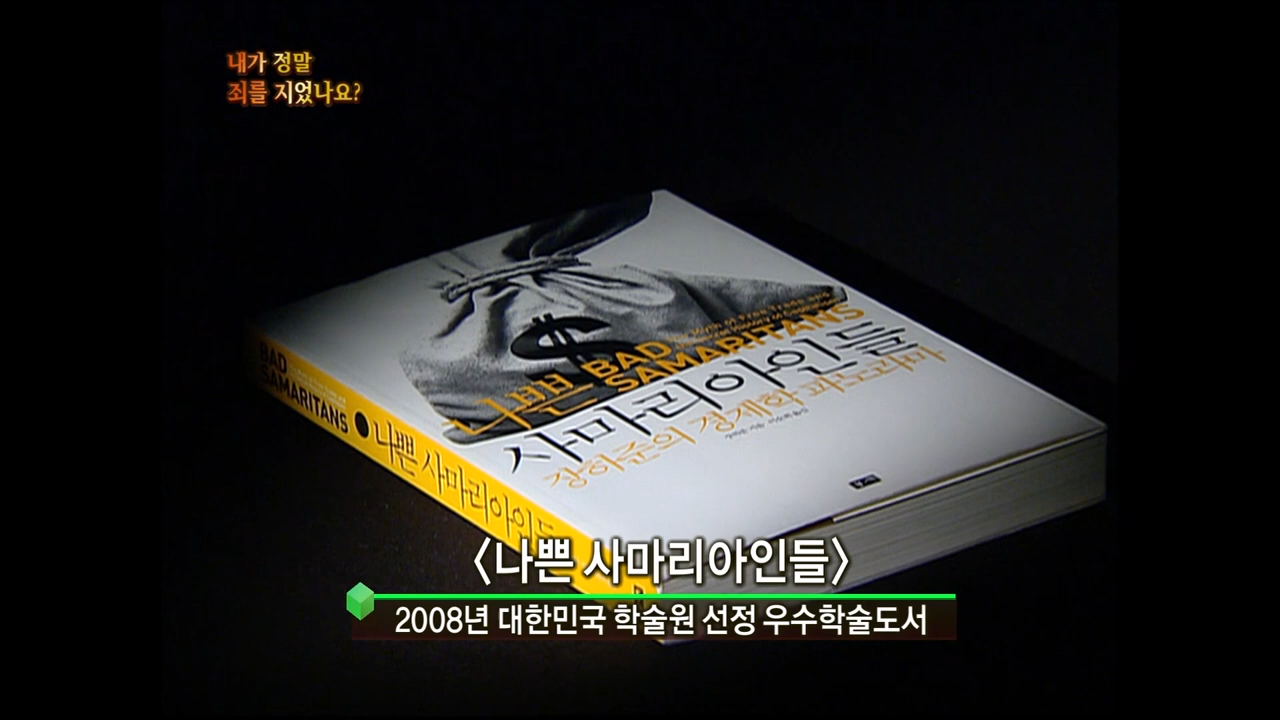 내가 정말
죄를 지었나요?
BAD
SAMARITANS
나쁜
사마리아인들
장하준의 경제학 파노라마
BAD
SAMARITANS
나쁜 사마리아인들
〈나쁜 사마리아인들〉
2008년 대한민국 학술원 선정 우수학술도서